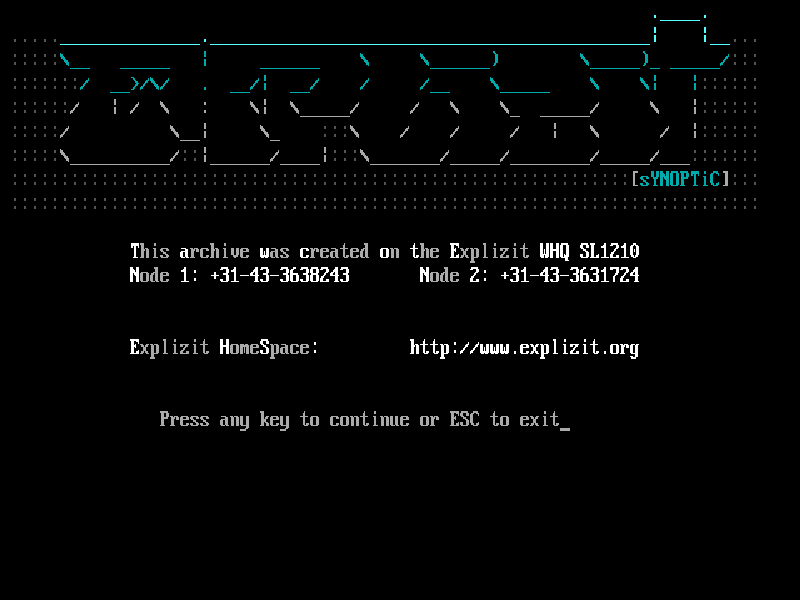 [sYNOPTiC]
This archive was created on the Explizit WHQ SL1210
Node 1: +31-43-3638243 Node 2: +31-43-3631724
Explizit HomeSpace: http://www.explizit.org
Press any key to continue or ESC to exit_